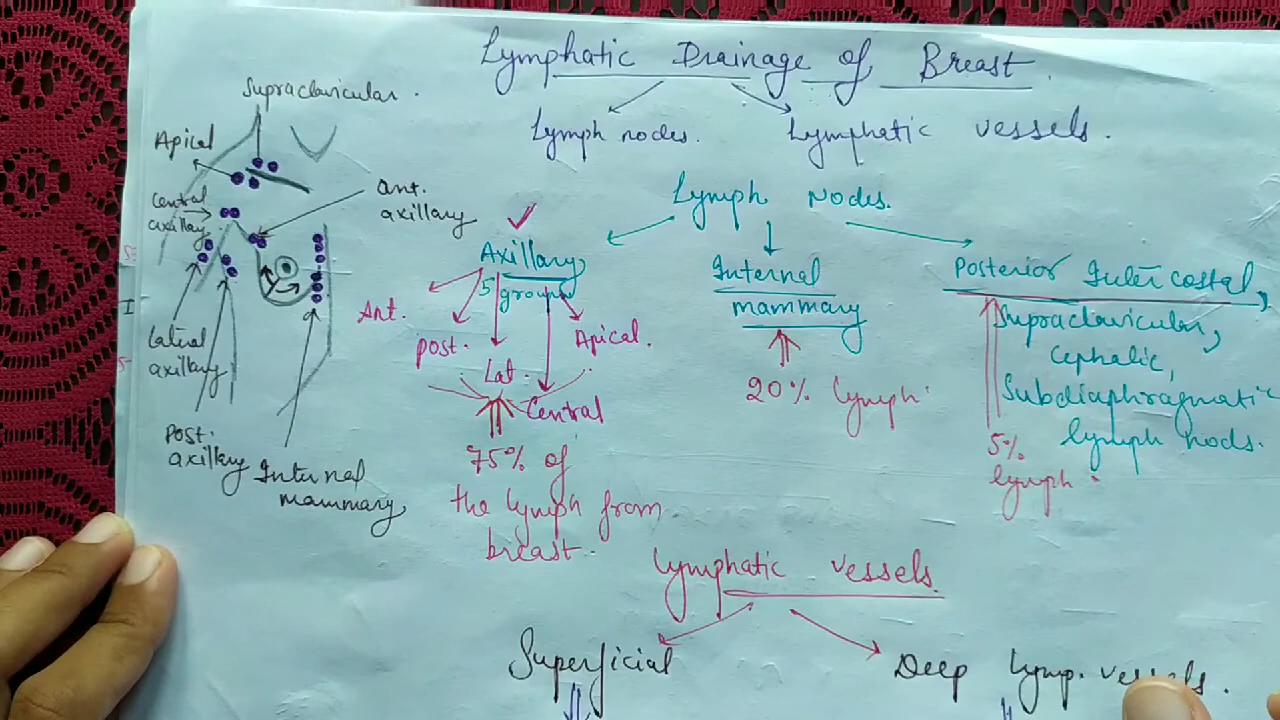 Lymphatic Drainage of Breast.
Lymph nodes.
Lymphatic vessels.
Supraclavicular.
Apical
Central
axillary
ant.
axillary
Lateral
axillary
Post.
axillary
Internal
mammary
Lymph Nodes.
Axillary
5 groups
Ant.
Post.
Lat.
Central
Apical.
75% of
the lymph from
breast.
Internal
mammary
20% lymph.
Posterior Intercostal,
Supraclavicular,
Cephalic,
Subdiaphragmatic
lymph nods.
5%
lymph.
Lymphatic vessels.
Superficial
Deep lymp. vessels.